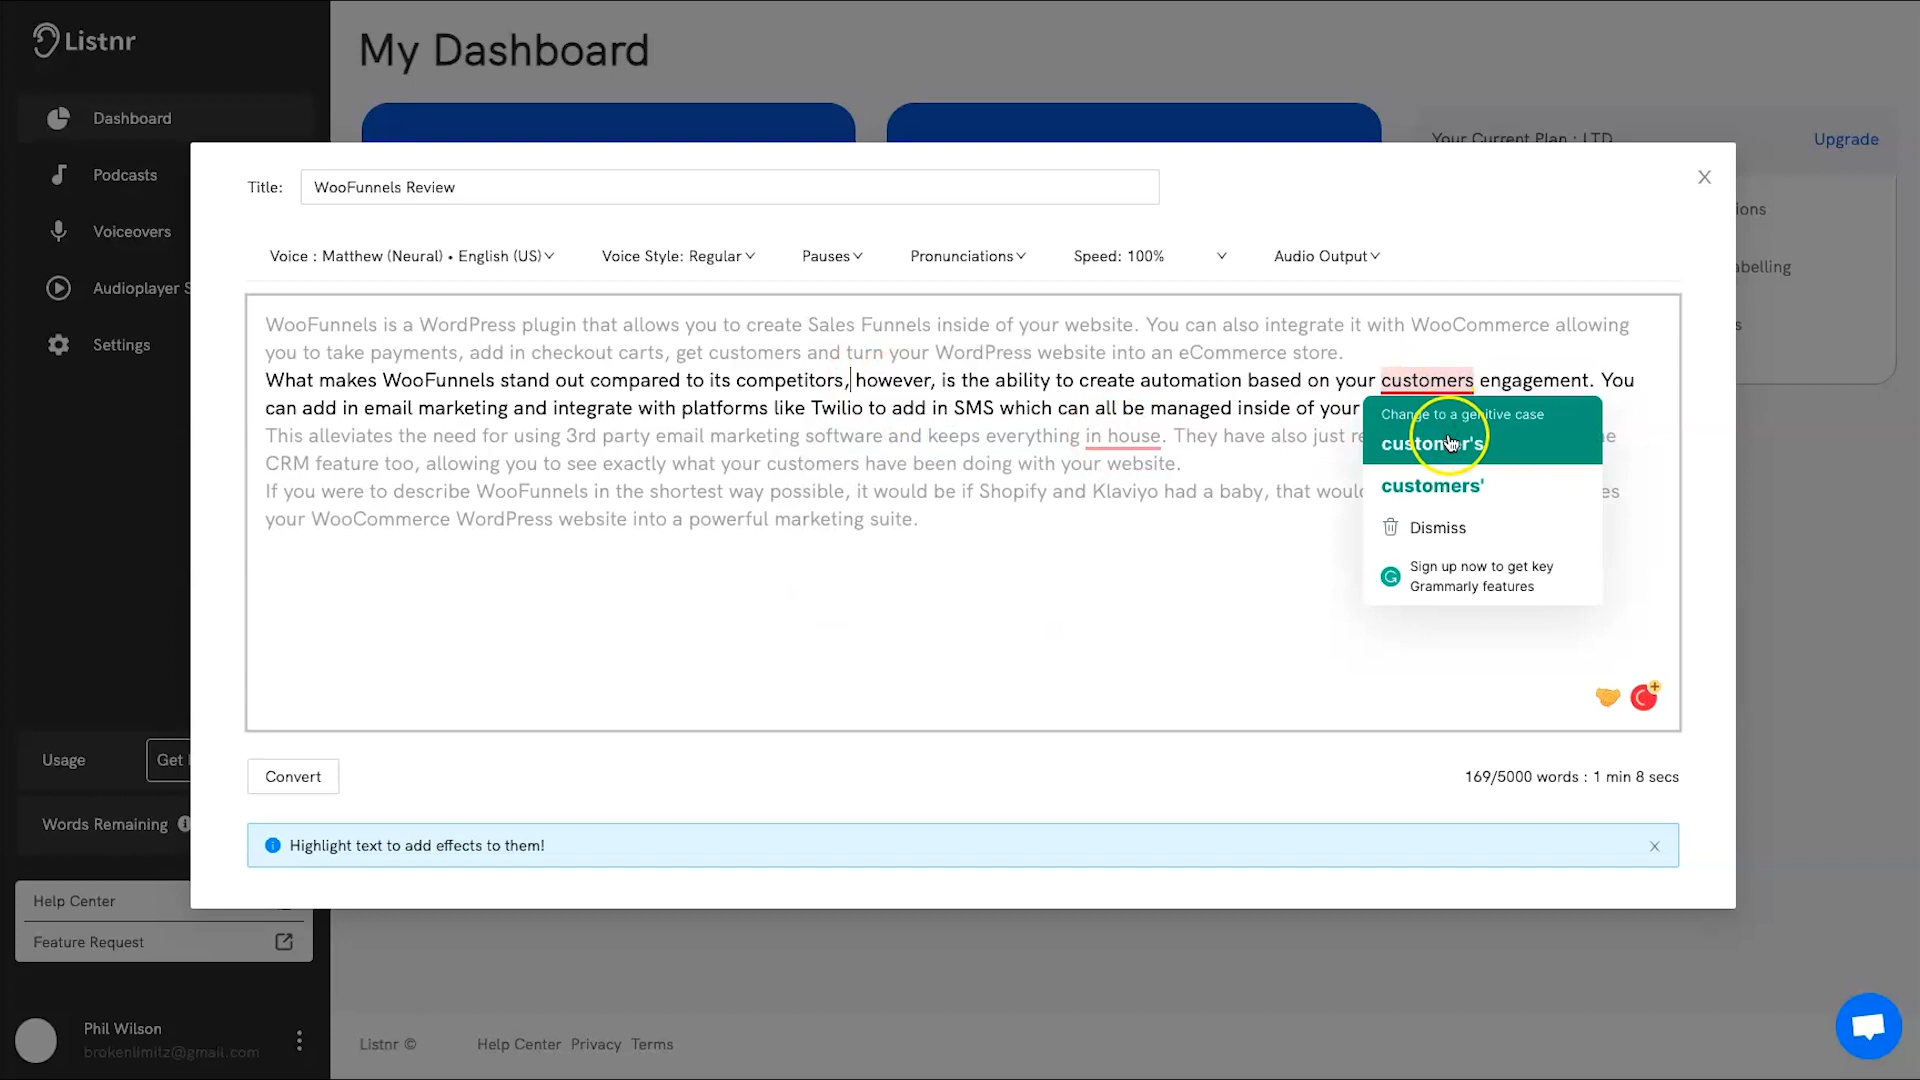 Listnr
My Dashboard
Dashboard
Your Current Plan : LTD
Upgrade
Podcasts
Title:
WooFunnels Review
X
ions
Voiceovers
Voice : Matthew (Neural) • English (US)
Voice Style: Regular
Pauses
Pronunciations
Speed: 100%
Audio Output
abelling
Audioplayer S
WooFunnels is a WordPress plugin that allows you to create Sales Funnels inside of your website. You can also integrate it with WooCommerce allowing
you to take payments, add in checkout carts, get customers and turn your WordPress website into an eCommerce store.
Settings
What makes WooFunnels stand out compared to its competitors, however, is the ability to create automation based on your customers engagement. You
can add in email marketing and integrate with platforms like Twilio to add in SMS which can all be managed inside of your
Change to a genitive case
This alleviates the need for using 3rd party email marketing software and keeps everything in house. They have also just re
customer's
CRM feature too, allowing you to see exactly what your customers have been doing with your website.
If you were to describe WooFunnels in the shortest way possible, it would be if Shopify and Klaviyo had a baby, that woul
customers'
your WooCommerce WordPress website into a powerful marketing suite.
Dismiss
Sign up now to get key
Grammarly features
Usage
Get
Convert
169/5000 words : 1 min 8 secs
Words Remaining
Highlight text to add effects to them!
Help Center
Feature Request
Phil Wilson
brokenlimitz@gmail.com
Listnr ©
Help Center
Privacy
Terms